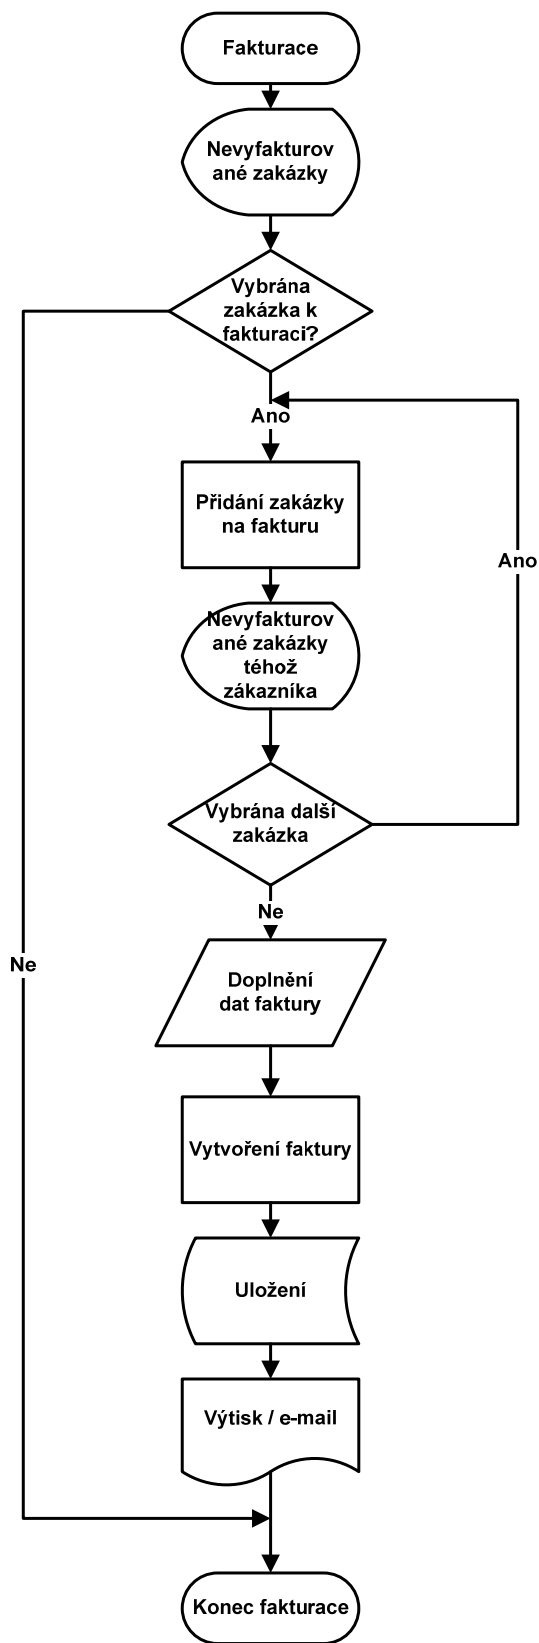 Fakturace
Nevyfakturov
ané zakázky
Vybrána
zakázka k
fakturaci?
Ano
Přidání zakázky
na fakturu
Ano
Nevyfakturov
ané zakázky
téhož
zákazníka
Vybrána další
zakázka
Ne
Ne
Doplnění
dat faktury
Vytvoření faktury
Uložení
Výtisk / e-mail
Konec fakturace